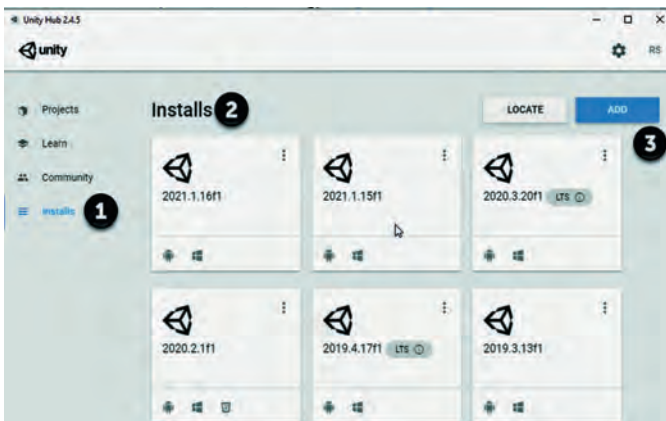 Unity Hub 2.4.5
unity
RS
Projects
Learn
Community
Installs 1
Installs 2
LOCATE
ADD
3
2021.1.16f1
2021.1.15f1
2020.3.20f1 LTS
2020.2.1f1
2019.4.17f1 LTS
2019.3.13f1